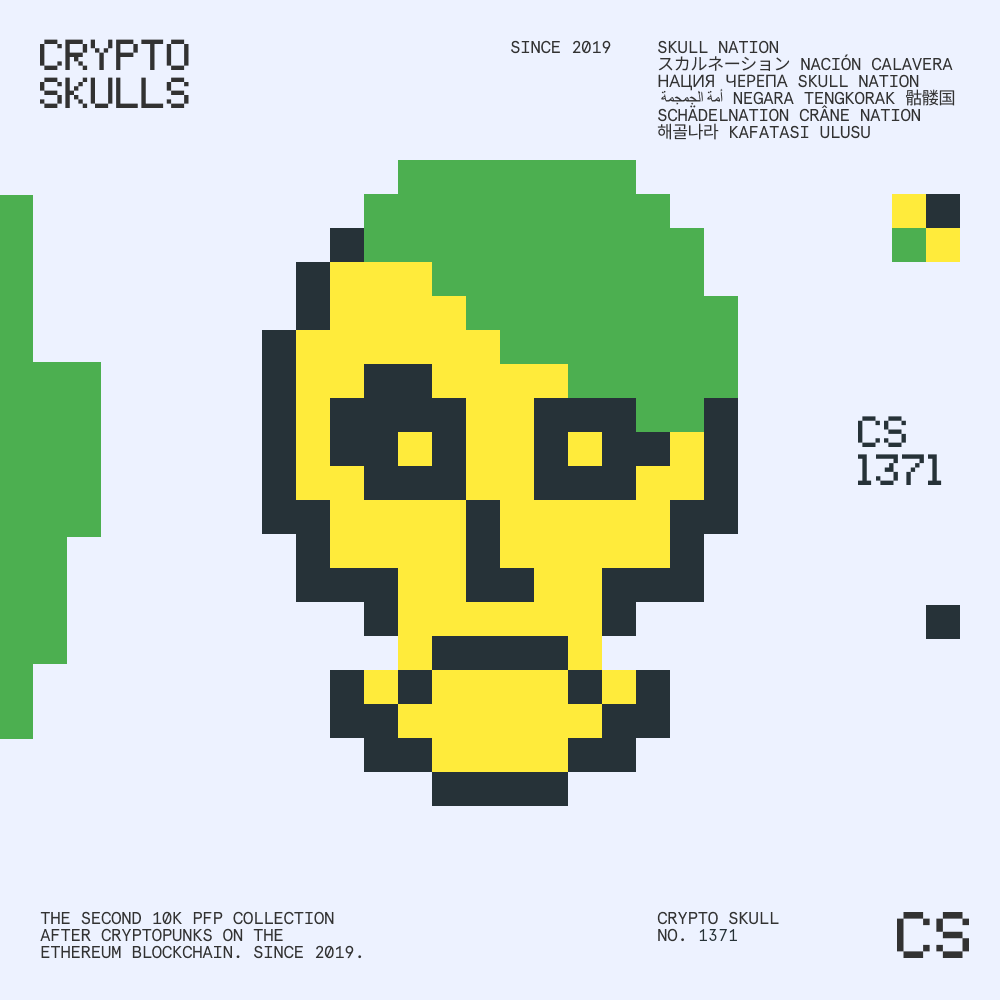 CRYPTO
SKULLS
SINCE 2019
SKULL NATION
スカルネーション NACIÓN CALAVERA
НАЦИЯ ЧЕРЕПА SKULL NATION
أمة الجمجمة NEGARA TENGKORAK 骷髅国
SCHÄDELNATION CRÂNE NATION
해골나라 KAFATASI ULUSU
CS
1371
THE SECOND 10K PFP COLLECTION
AFTER CRYPTOPUNKS ON THE
ETHEREUM BLOCKCHAIN. SINCE 2019.
CRYPTO SKULL
NO. 1371
CS